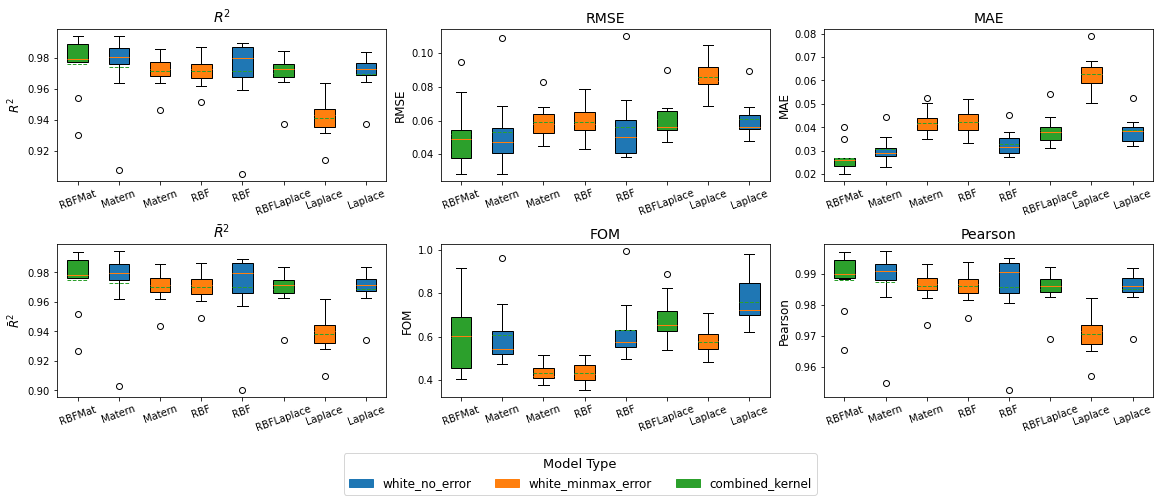 R²
RMSE
MAE
R²
0.98
0.96
0.94
0.92
RBFMat Matern Matern RBF RBF RBFLaplace Laplace Laplace
RMSE
0.10
0.08
0.06
0.04
RBFMat Matern Matern RBF RBF RBFLaplace Laplace Laplace
MAE
0.08
0.07
0.06
0.05
0.04
0.03
0.02
RBFMat Matern Matern RBF RBF RBFLaplace Laplace Laplace
R̄²
FOM
Pearson
R̄²
0.98
0.96
0.94
0.92
0.90
RBFMat Matern Matern RBF RBF RBFLaplace Laplace Laplace
FOM
1.0
0.8
0.6
0.4
RBFMat Matern Matern RBF RBF RBFLaplace Laplace Laplace
Pearson
0.99
0.98
0.97
0.96
RBFMat Matern Matern RBF RBF RBFLaplace Laplace Laplace
Model Type
white_no_error white_minmax_error combined_kernel